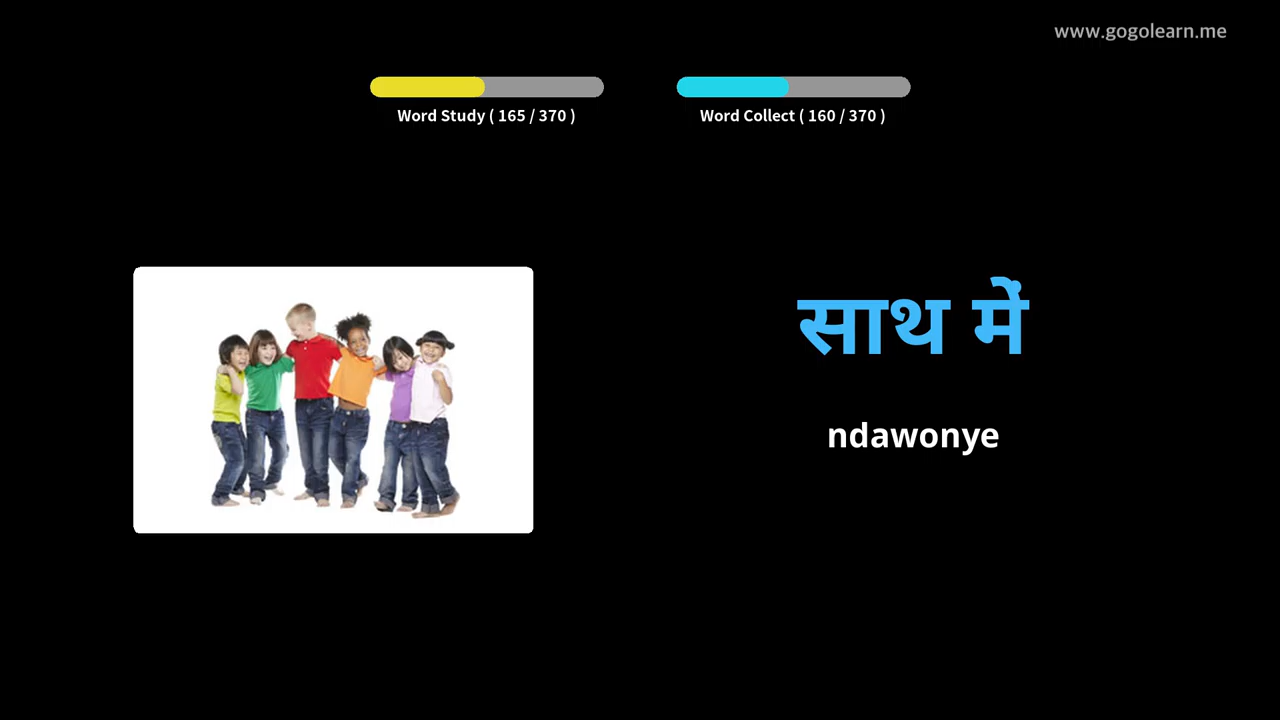 www.gogolearn.me
Word Study ( 165 / 370 )
Word Collect ( 160 / 370 )
साथ में
ndawonye